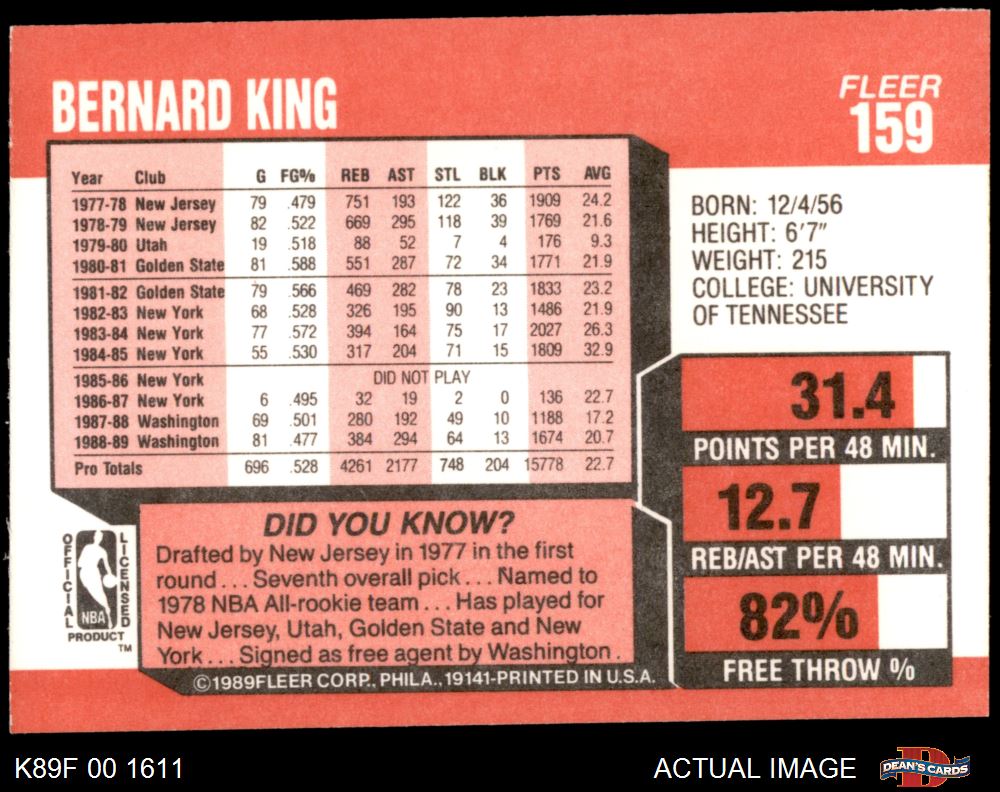 BERNARD KING
FLEER
159
Year Club G FG% REB AST STL BLK PTS AVG
1977-78 New Jersey 79 .479 751 193 122 36 1909 24.2
1978-79 New Jersey 82 .522 669 295 118 39 1769 21.6
1979-80 Utah 19 .518 88 52 7 4 176 9.3
1980-81 Golden State 81 .588 551 287 72 34 1771 21.9
1981-82 Golden State 79 .566 469 282 78 23 1833 23.2
1982-83 New York 68 .528 326 195 90 13 1486 21.9
1983-84 New York 77 .572 394 164 75 17 2027 26.3
1984-85 New York 55 .530 317 204 71 15 1809 32.9
1985-86 New York DID NOT PLAY
1986-87 New York 6 .495 32 19 2 0 136 22.7
1987-88 Washington 69 .501 280 192 49 10 1188 17.2
1988-89 Washington 81 .477 384 294 64 13 1674 20.7
Pro Totals 696 .528 4261 2177 748 204 15778 22.7
BORN: 12/4/56
HEIGHT: 6'7"
WEIGHT: 215
COLLEGE: UNIVERSITY
OF TENNESSEE
31.4
POINTS PER 48 MIN.
12.7
REB/AST PER 48 MIN.
82%
FREE THROW %
OFFICIAL
LICENSED
NBA
PRODUCT
TM
DID YOU KNOW?
Drafted by New Jersey in 1977 in the first
round . . . Seventh overall pick . . . Named to
1978 NBA All-rookie team . . . Has played for
New Jersey, Utah, Golden State and New
York . . . Signed as free agent by Washington .
©1989FLEER CORP., PHILA., 19141-PRINTED IN U.S.A.
K89F 00 1611
ACTUAL IMAGE
D
DEAN'S CARDS